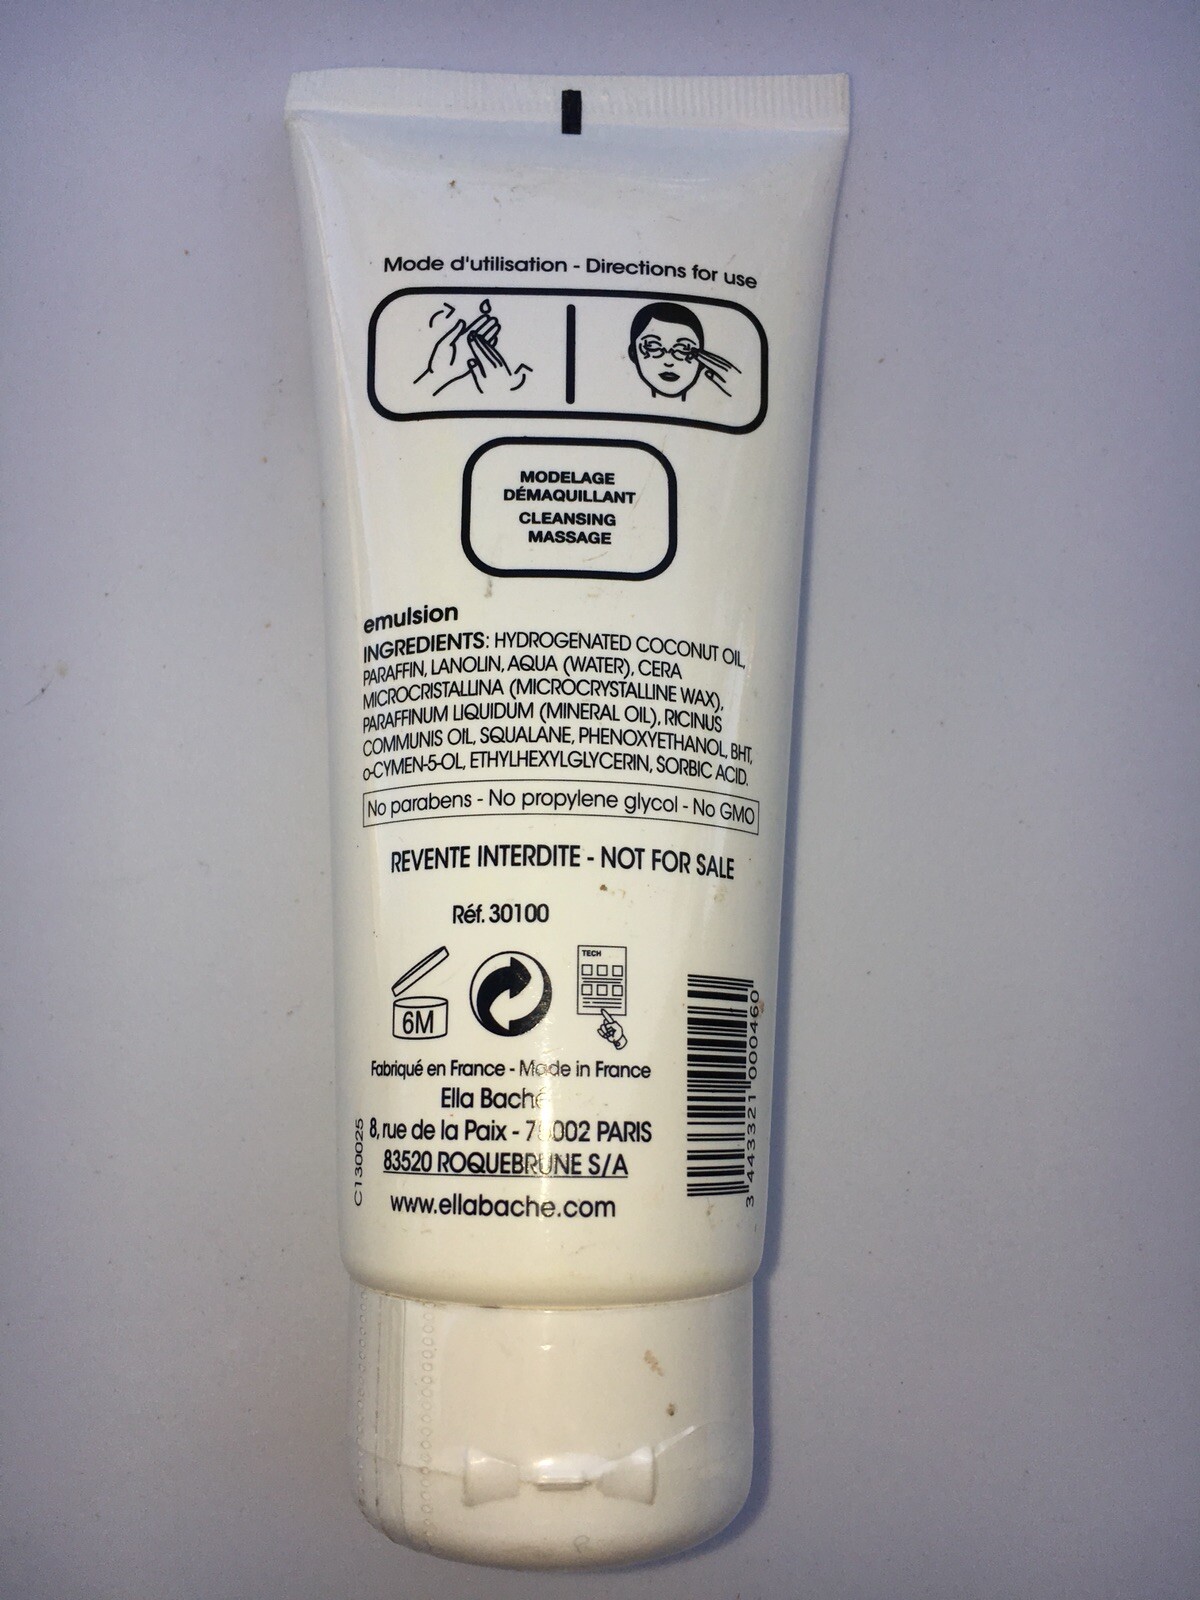 Mode d'utilisation - Directions for use
MODELAGE
DÉMAQUILLANT
CLEANSING
MASSAGE
emulsion
INGREDIENTS: HYDROGENATED COCONUT OIL,
PARAFFIN, LANOLIN, AQUA (WATER), CERA
MICROCRISTALLINA (MICROCRYSTALLINE WAX),
PARAFFINUM LIQUIDUM (MINERAL OIL), RICINUS
COMMUNIS OIL, SQUALANE, PHENOXYETHANOL, BHT,
o-CYMEN-5-OL, ETHYLHEXYLGLYCERIN, SORBIC ACID.
No parabens - No propylene glycol - No GMO
REVENTE INTERDITE - NOT FOR SALE
Réf. 30100
TECH
6M
Fabriqué en France - Made in France
Ella Baché
8, rue de la Paix - 75002 PARIS
83520 ROQUEBRUNE S/A
www.ellabache.com
C130025
3 443321 000460